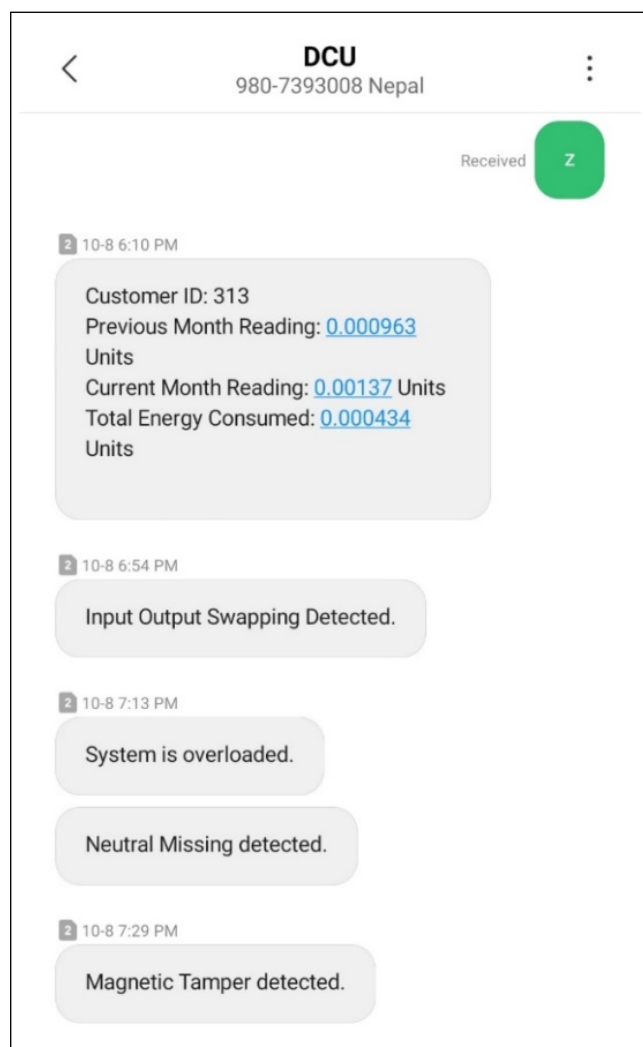 DCU
980-7393008 Nepal
Received
z
2 10-8 6:10 PM
Customer ID: 313
Previous Month Reading: 0.000963
Units
Current Month Reading: 0.00137 Units
Total Energy Consumed: 0.000434
Units
2 10-8 6:54 PM
Input Output Swapping Detected.
2 10-8 7:13 PM
System is overloaded.
Neutral Missing detected.
2 10-8 7:29 PM
Magnetic Tamper detected.